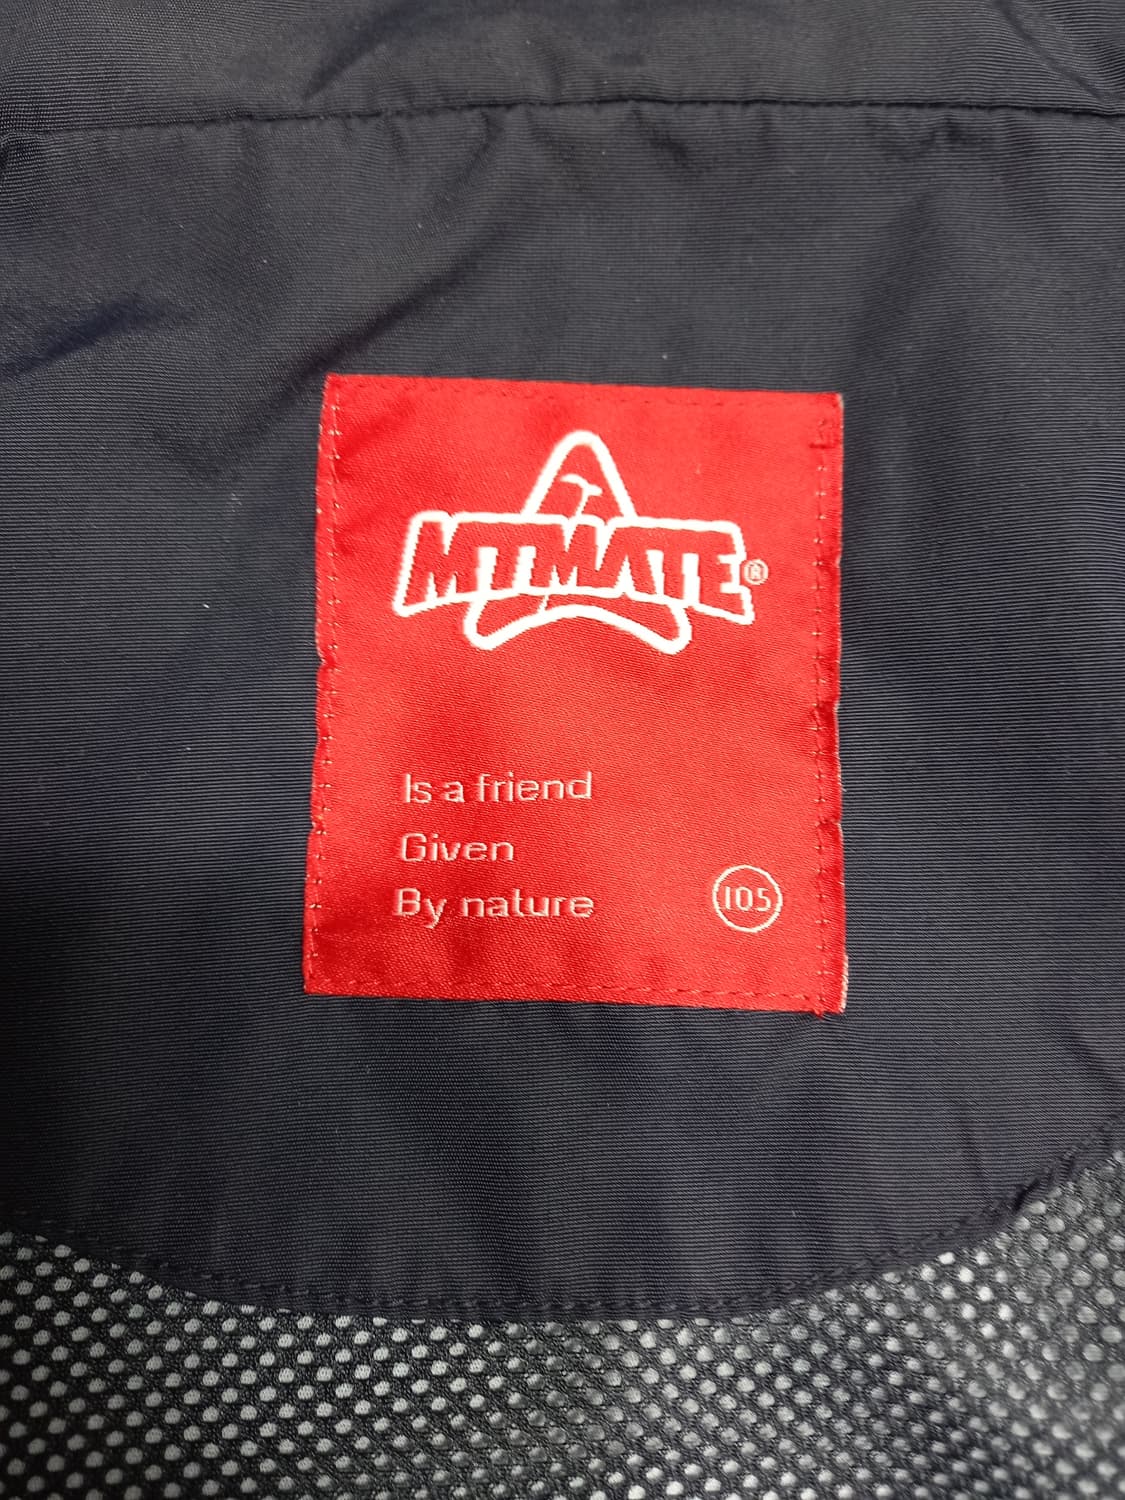 MTMATE®
Is a friend
Given
By nature
105